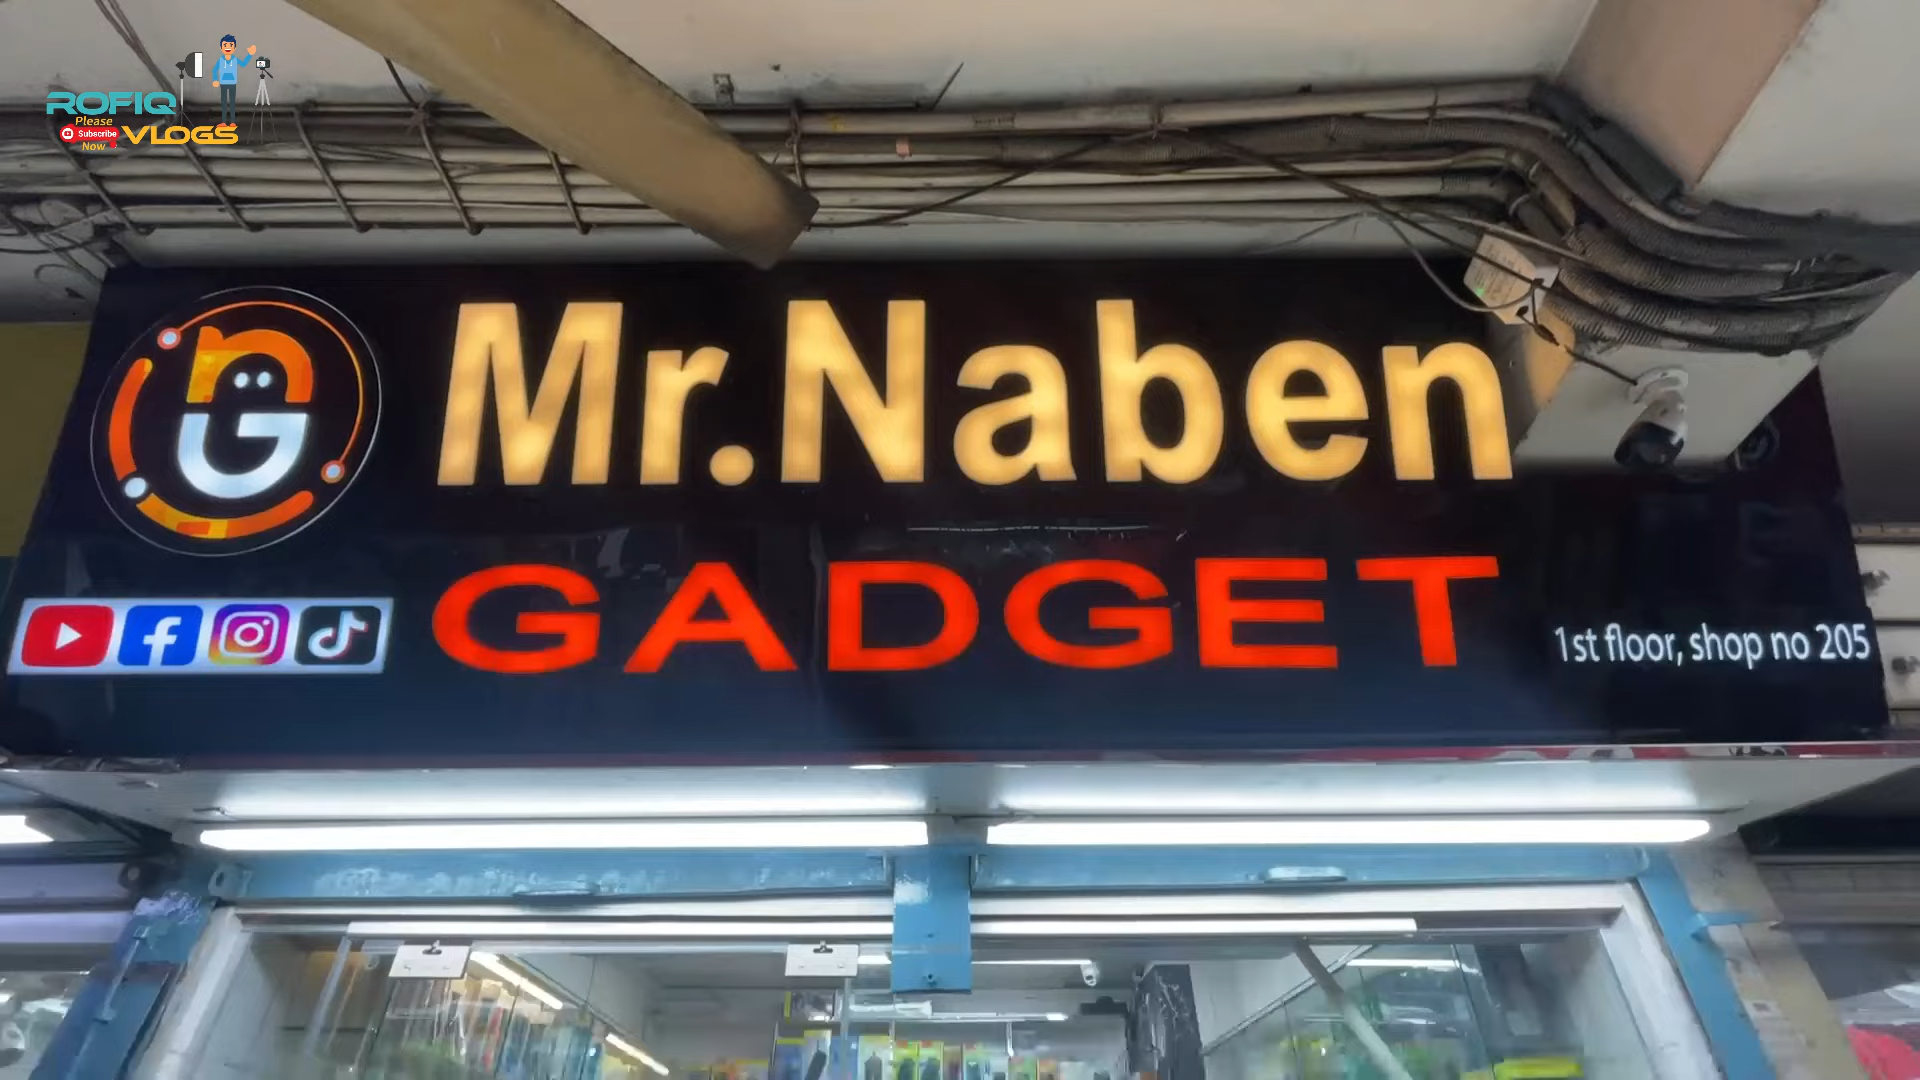 ROFIQ
Please
Subscribe
Now
VLOGS
Mr.Naben
GADGET
1st floor, shop no 205